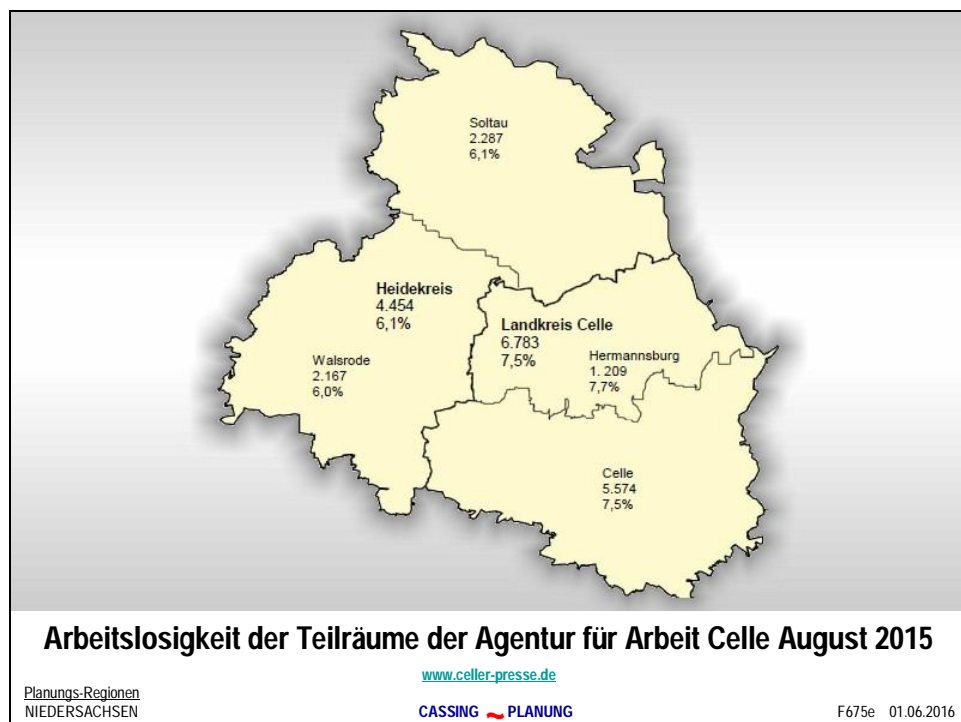 Soltau
2.287
6,1%
Heidekreis
4.454
6,1%
Landkreis Celle
6.783
7,5%
Hermannsburg
1. 209
7,7%
Walsrode
2.167
6,0%
Celle
5.574
7,5%
Arbeitslosigkeit der Teilräume der Agentur für Arbeit Celle August 2015
www.celler-presse.de
Planungs-Regionen
NIEDERSACHSEN
CASSING ~ PLANUNG
F675e 01.06.2016